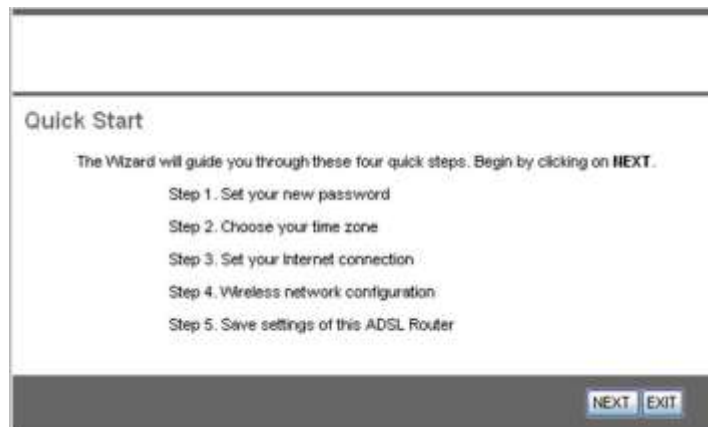 Quick Start
The Wizard will guide you through these four quick steps. Begin by clicking on NEXT.
Step 1. Set your new password
Step 2. Choose your time zone
Step 3. Set your Internet connection
Step 4. Wireless network configuration
Step 5. Save settings of this ADSL Router
NEXT EXIT